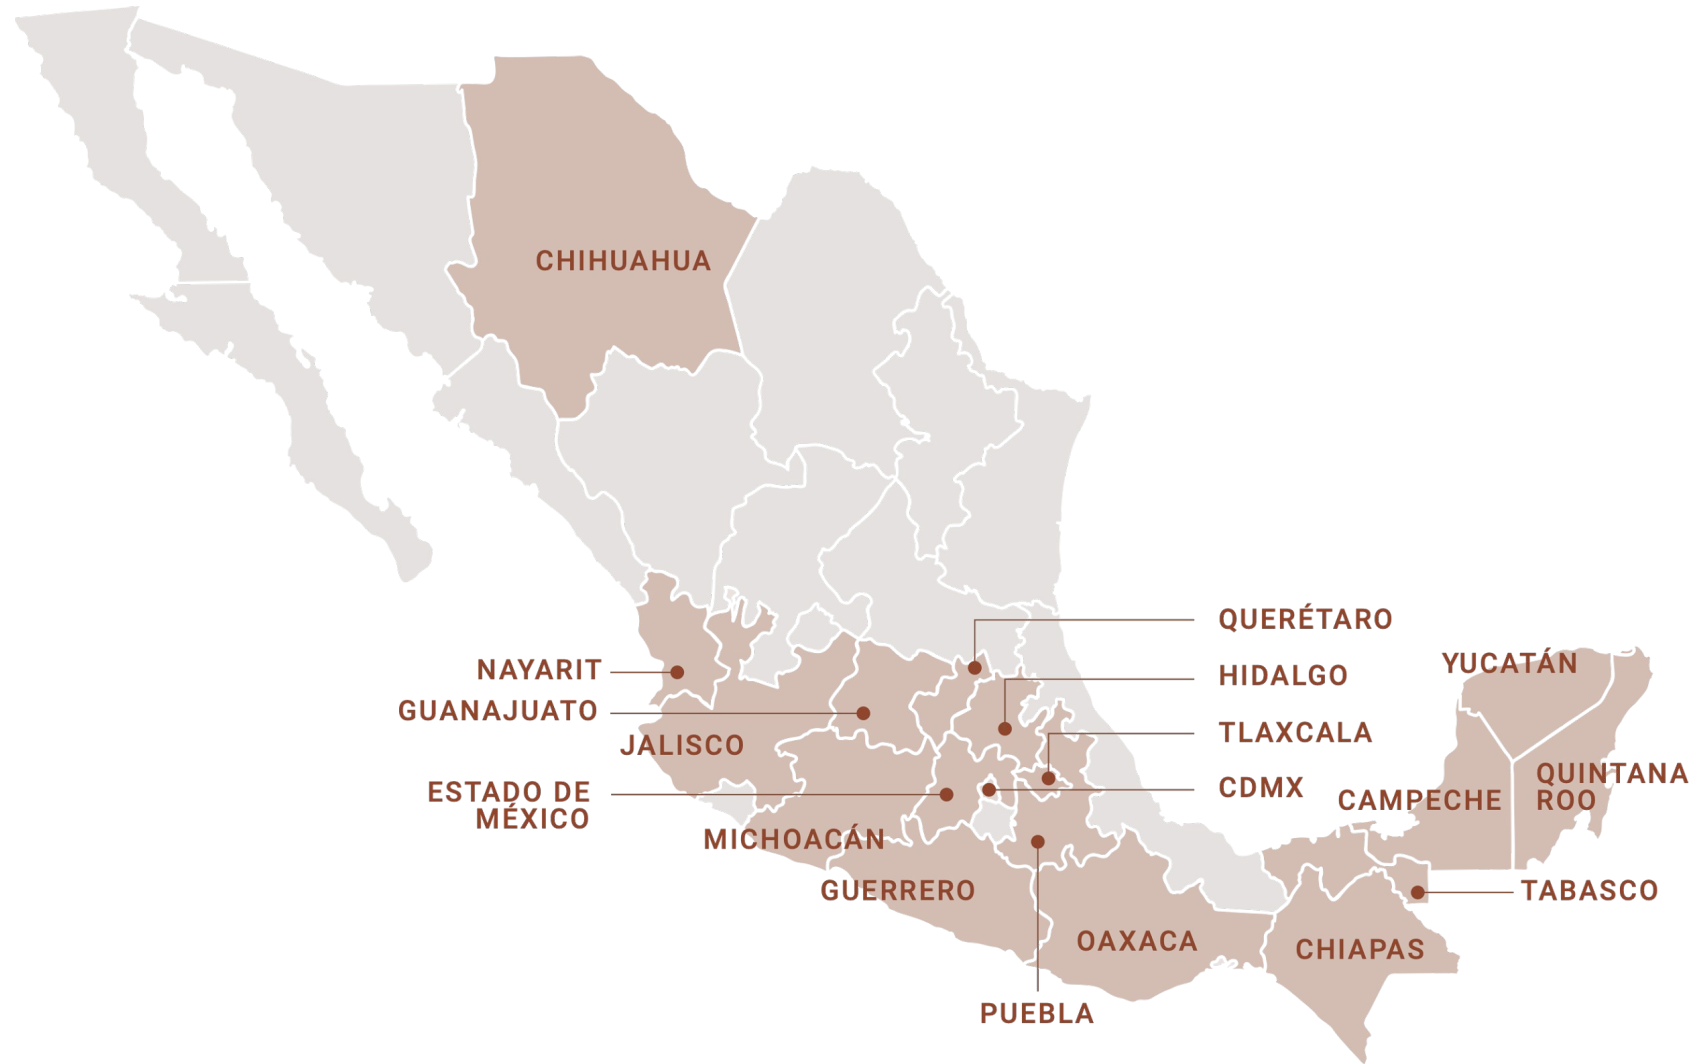 CHIHUAHUA
QUERÉTARO
YUCATÁN
NAYARIT
HIDALGO
GUANAJUATO
JALISCO
TLAXCALA
QUINTANA
ROO
ESTADO DE
MÉXICO
CDMX
CAMPECHE
MICHOACÁN
GUERRERO
TABASCO
OAXACA
CHIAPAS
PUEBLA